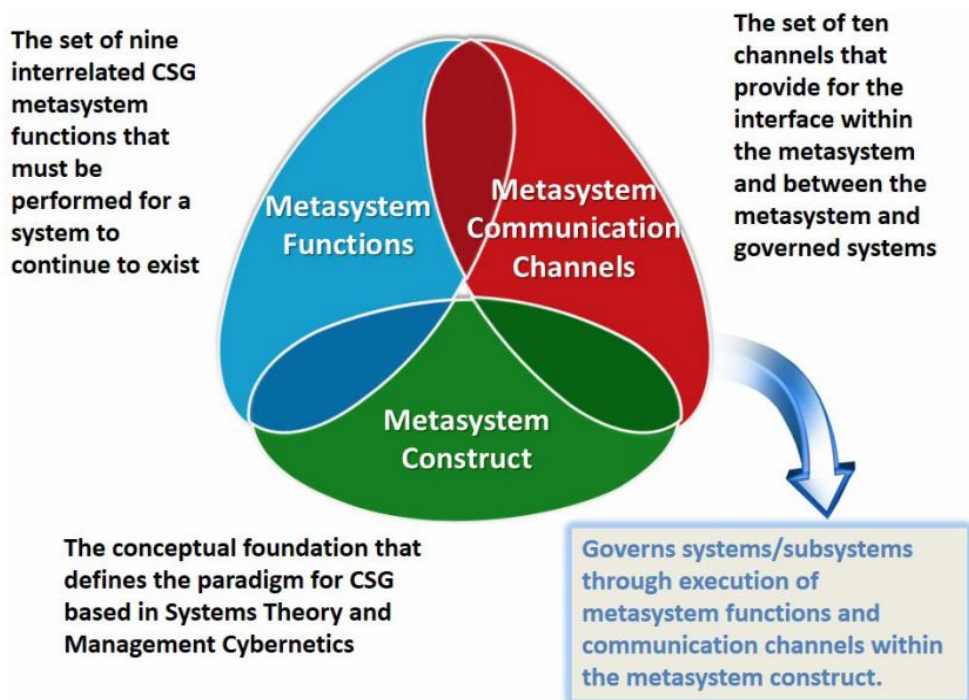 The set of nine
interrelated CSG
metasystem
functions that
must be
performed for a
system to
continue to exist
The set of ten
channels that
provide for the
interface within
the metasystem
and between the
metasystem and
governed systems
Metasystem
Functions
Metasystem
Communication
Channels
Metasystem
Construct
The conceptual foundation that
defines the paradigm for CSG
based in Systems Theory and
Management Cybernetics
Governs systems/subsystems
through execution of
metasystem functions and
communication channels within
the metasystem construct.